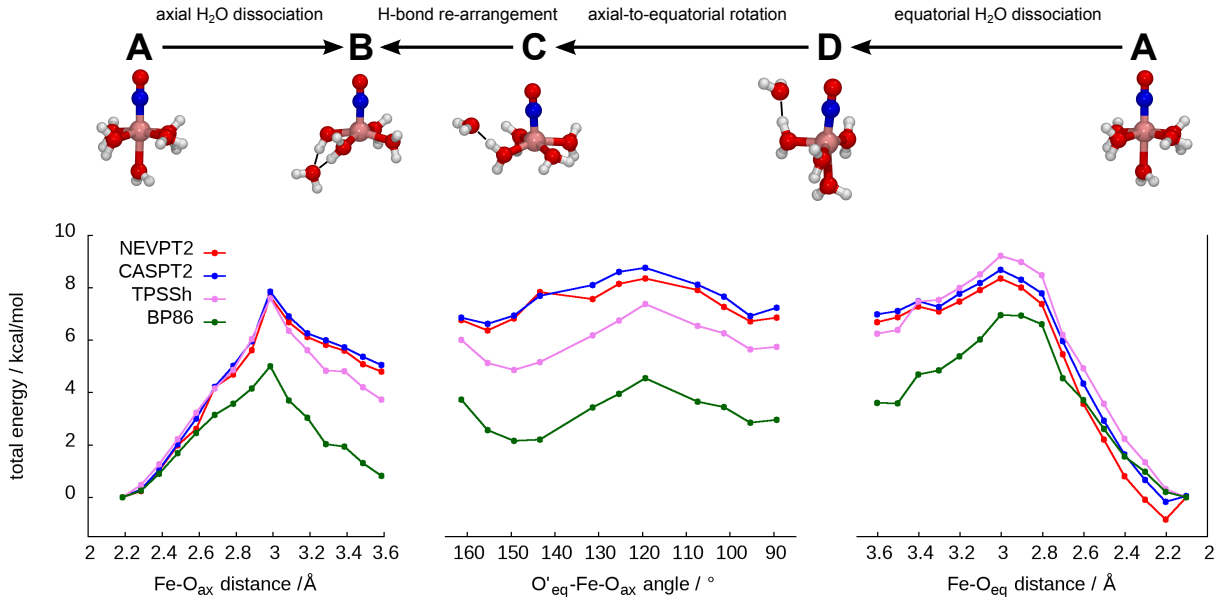 axial H₂O dissociation H-bond re-arrangement axial-to-equatorial rotation equatorial H₂O dissociation
A B C D A
10
8
6
4
2
0
total energy / kcal/mol
NEVPT2
CASPT2
TPSSh
BP86
2 2.2 2.4 2.6 2.8 3 3.2 3.4 3.6
160 150 140 130 120 110 100 90
3.6 3.4 3.2 3 2.8 2.6 2.4 2.2 2
Fe-Oax distance /Å
O'eq-Fe-Oax angle / °
Fe-Oeq distance / Å